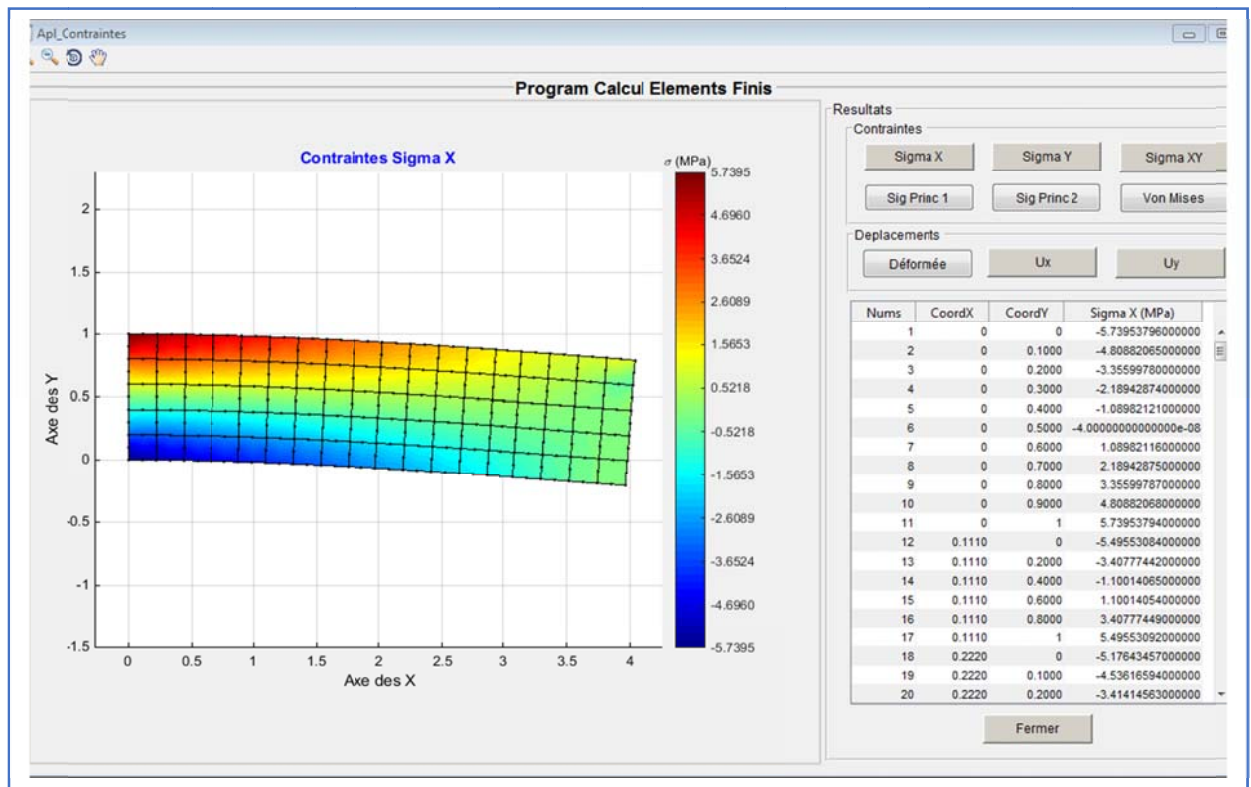 Apl_Contraintes
Program Calcul Elements Finis
Contraintes Sigma X
σ (MPa)
5.7395
4.6960
3.6524
2.6089
1.5653
0.5218
-0.5218
-1.5653
-2.6089
-3.6524
-4.6960
-5.7395
Axe des Y
2
1.5
1
0.5
0
-0.5
-1
-1.5
0 0.5 1 1.5 2 2.5 3 3.5 4
Axe des X
Resultats
Contraintes
Sigma X Sigma Y Sigma XY
Sig Princ 1 Sig Princ 2 Von Mises
Deplacements
Déformée Ux Uy
Nums CoordX CoordY Sigma X (MPa)
1 0 0 -5.73953796000000
2 0 0.1000 -4.80882065000000
3 0 0.2000 -3.35599780000000
4 0 0.3000 -2.18942874000000
5 0 0.4000 -1.08982121000000
6 0 0.5000 -4.00000000000000e-08
7 0 0.6000 1.08982116000000
8 0 0.7000 2.18942875000000
9 0 0.8000 3.35599787000000
10 0 0.9000 4.80882068000000
11 0 1 5.73953794000000
12 0.1110 0 -5.49553084000000
13 0.1110 0.2000 -3.40777442000000
14 0.1110 0.4000 -1.10014065000000
15 0.1110 0.6000 1.10014054000000
16 0.1110 0.8000 3.40777449000000
17 0.1110 1 5.49553092000000
18 0.2220 0 -5.17643457000000
19 0.2220 0.1000 -4.53616594000000
20 0.2220 0.2000 -3.41414563000000
Fermer